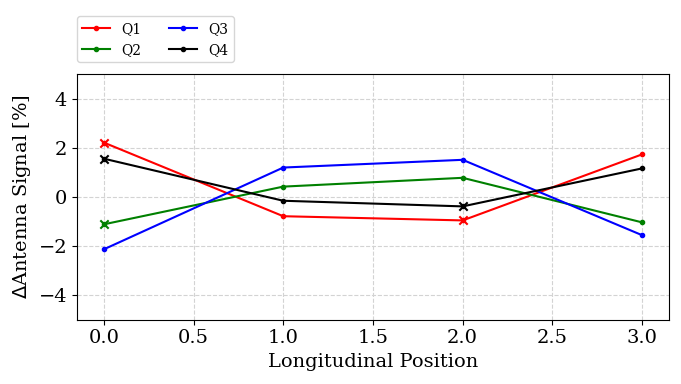 Q1
Q2
Q3
Q4
ΔAntenna Signal [%]
4
2
0
−2
−4
0.0 0.5 1.0 1.5 2.0 2.5 3.0
Longitudinal Position